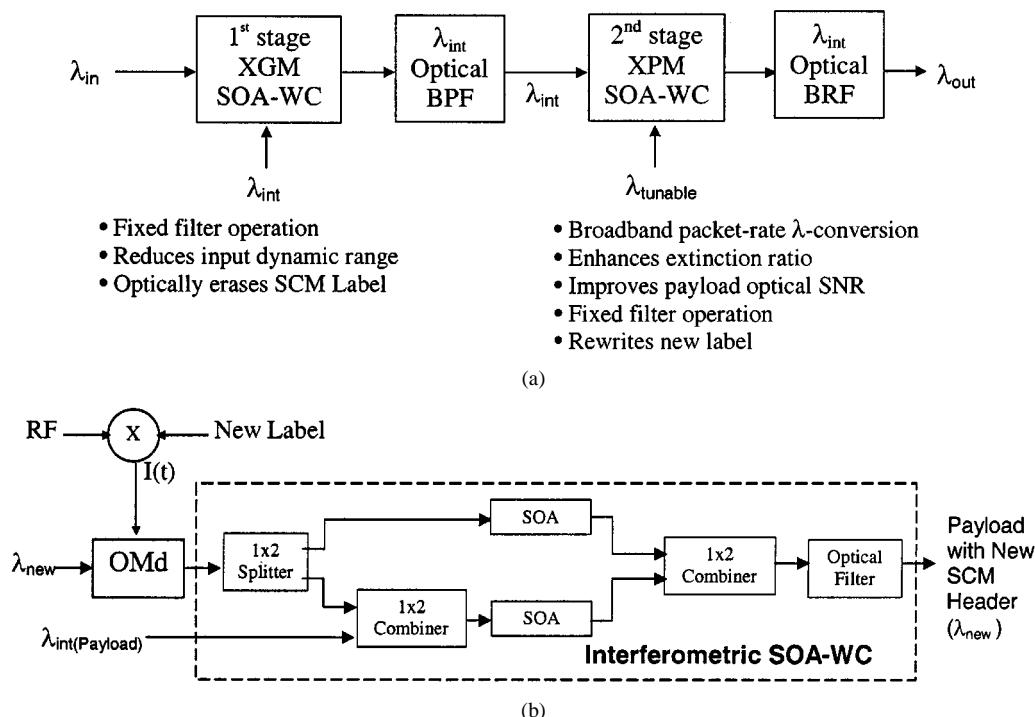 λin
1st stage
XGM
SOA-WC
λint
Optical
BPF
λint
2nd stage
XPM
SOA-WC
λint
Optical
BRF
λout
λint
λtunable
• Fixed filter operation
• Reduces input dynamic range
• Optically erases SCM Label
• Broadband packet-rate λ-conversion
• Enhances extinction ratio
• Improves payload optical SNR
• Fixed filter operation
• Rewrites new label
(a)
RF
X
New Label
I(t)
λnew
OMd
1x2
Splitter
SOA
1x2
Combiner
SOA
1x2
Combiner
Optical
Filter
Payload
with New
SCM
Header
(λnew)
λint(Payload)
Interferometric SOA-WC
(b)